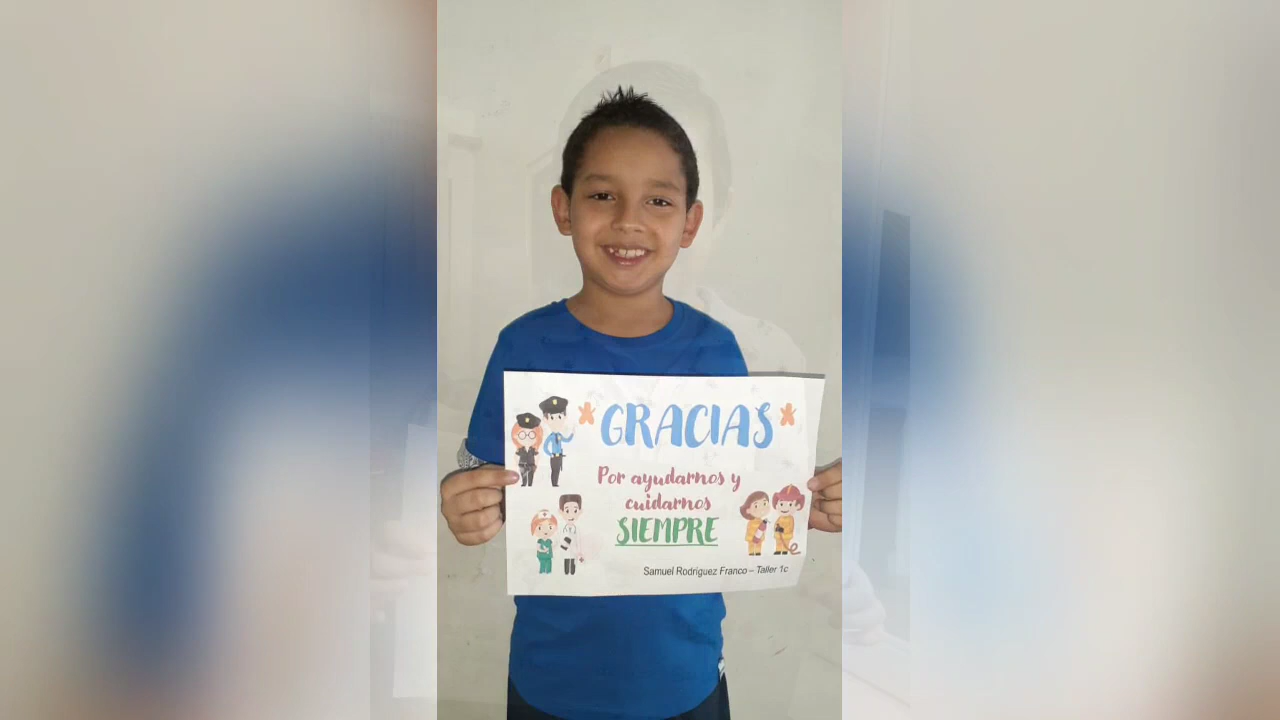 GRACIAS
Por ayudarnos y
cuidarnos
SIEMPRE
Samuel Rodriguez Franco – Taller 1c